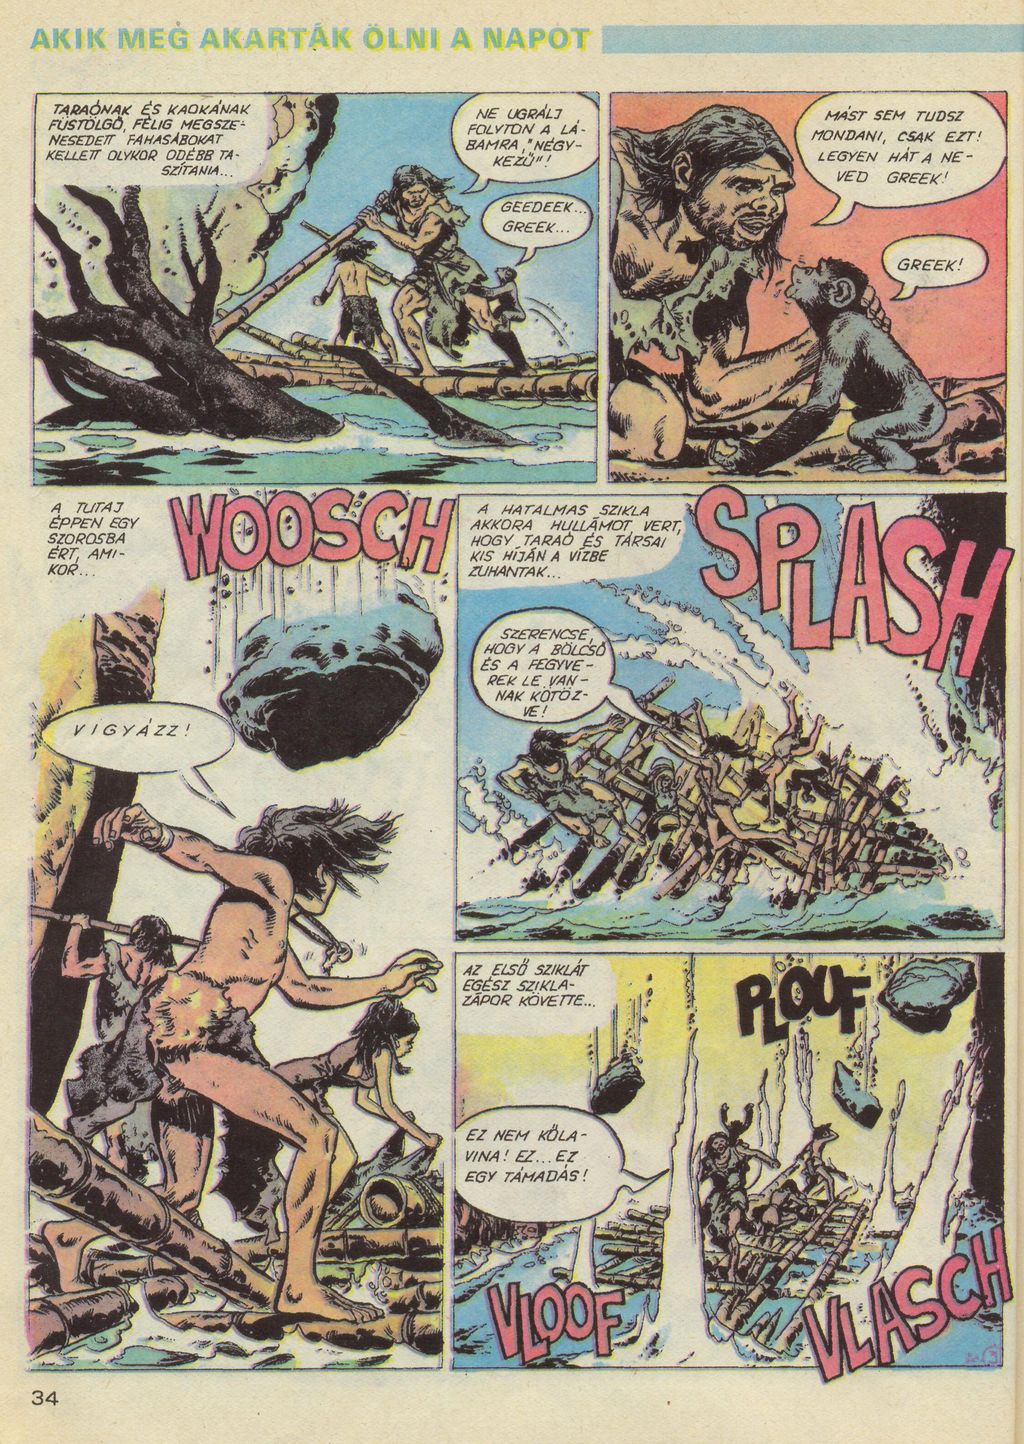 AKIK MEG AKARTÁK ÖLNI A NAPOT
TARAÓNAK ÉS KAOKÁNAK
FÜSTÖLGŐ, FÉLIG MEGSZE-
NESEDETT FAHASÁBOKAT
KELLETT OLYKOR ODÉBB TA-
SZÍTANIA...
NE UGRÁLJ
FOLYTON A LÁ-
BAMRA, "NÉGY-
KEZŰ"!
GEEDEEK...
GREEK...
MÁST SEM TUDSZ
MONDANI, CSAK EZT!
LEGYEN HÁT A NE-
VED GREEK!
GREEK!
A TUTAJ
ÉPPEN EGY
SZOROSBA
ÉRT, AMI-
KOR...
WOOSCH
VIGYÁZZ!
A HATALMAS SZIKLA
AKKORA HULLÁMOT VERT,
HOGY TARAÓ ÉS TÁRSAI
KIS HÍJÁN A VÍZBE
ZUHANTAK...
SPLASH
SZERENCSE,
HOGY A BÖLCSŐ
ÉS A FEGYVE-
REK LE VAN-
NAK KÖTÖZ-
VE!
AZ ELSŐ SZIKLÁT
EGÉSZ SZIKLA-
ZÁPOR KÖVETTE...
PLOUF
EZ NEM KŐLA-
VINA! EZ... EZ
EGY TÁMADÁS!
VLOOF
VLASCH
34